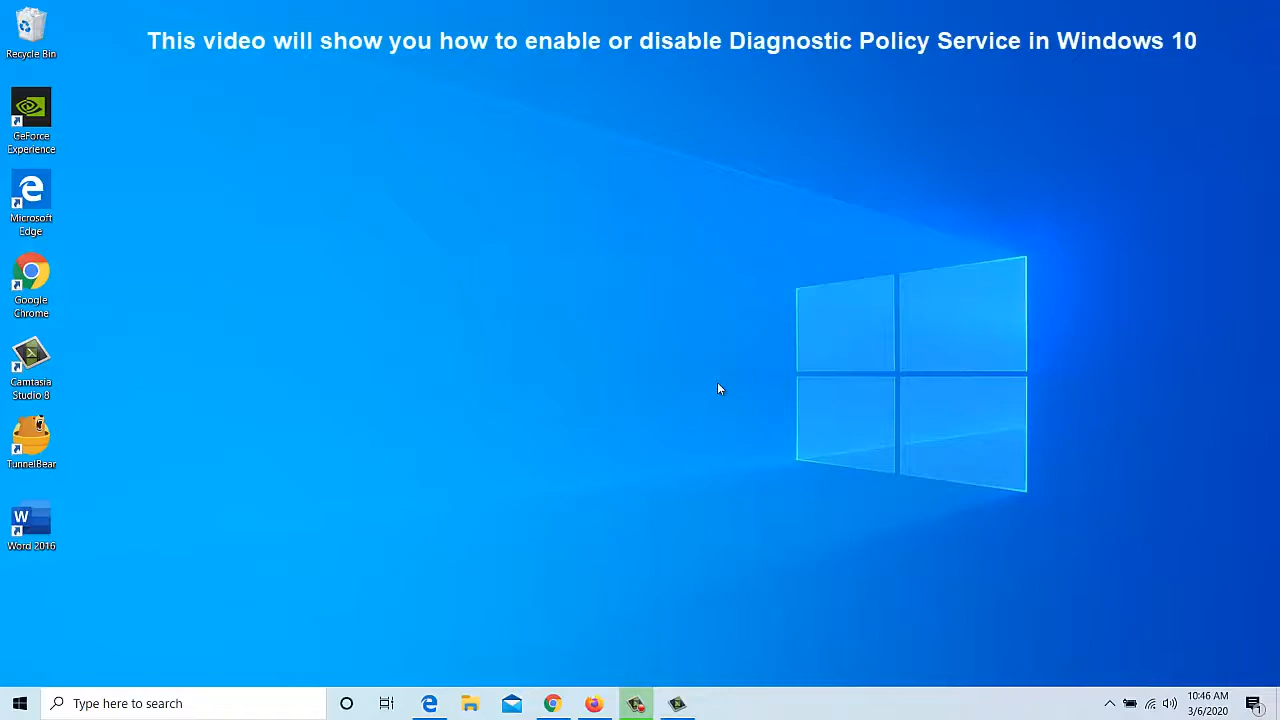 This video will show you how to enable or disable Diagnostic Policy Service in Windows 10
Recycle Bin
GeForce
Experience
Microsoft
Edge
Google
Chrome
Camtasia
Studio 8
TunnelBear
W
Word 2016
Type here to search
10:46 AM
3/6/2020
1